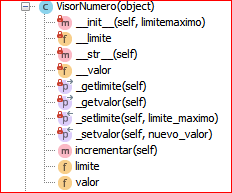 VisorNumero(object)
__init__(self, limitemaximo)
__limite
__str__(self)
__valor
_getlimite(self)
_getvalor(self)
_setlimite(self, limite_maximo)
_setvalor(self, nuevo_valor)
incrementar(self)
limite
valor